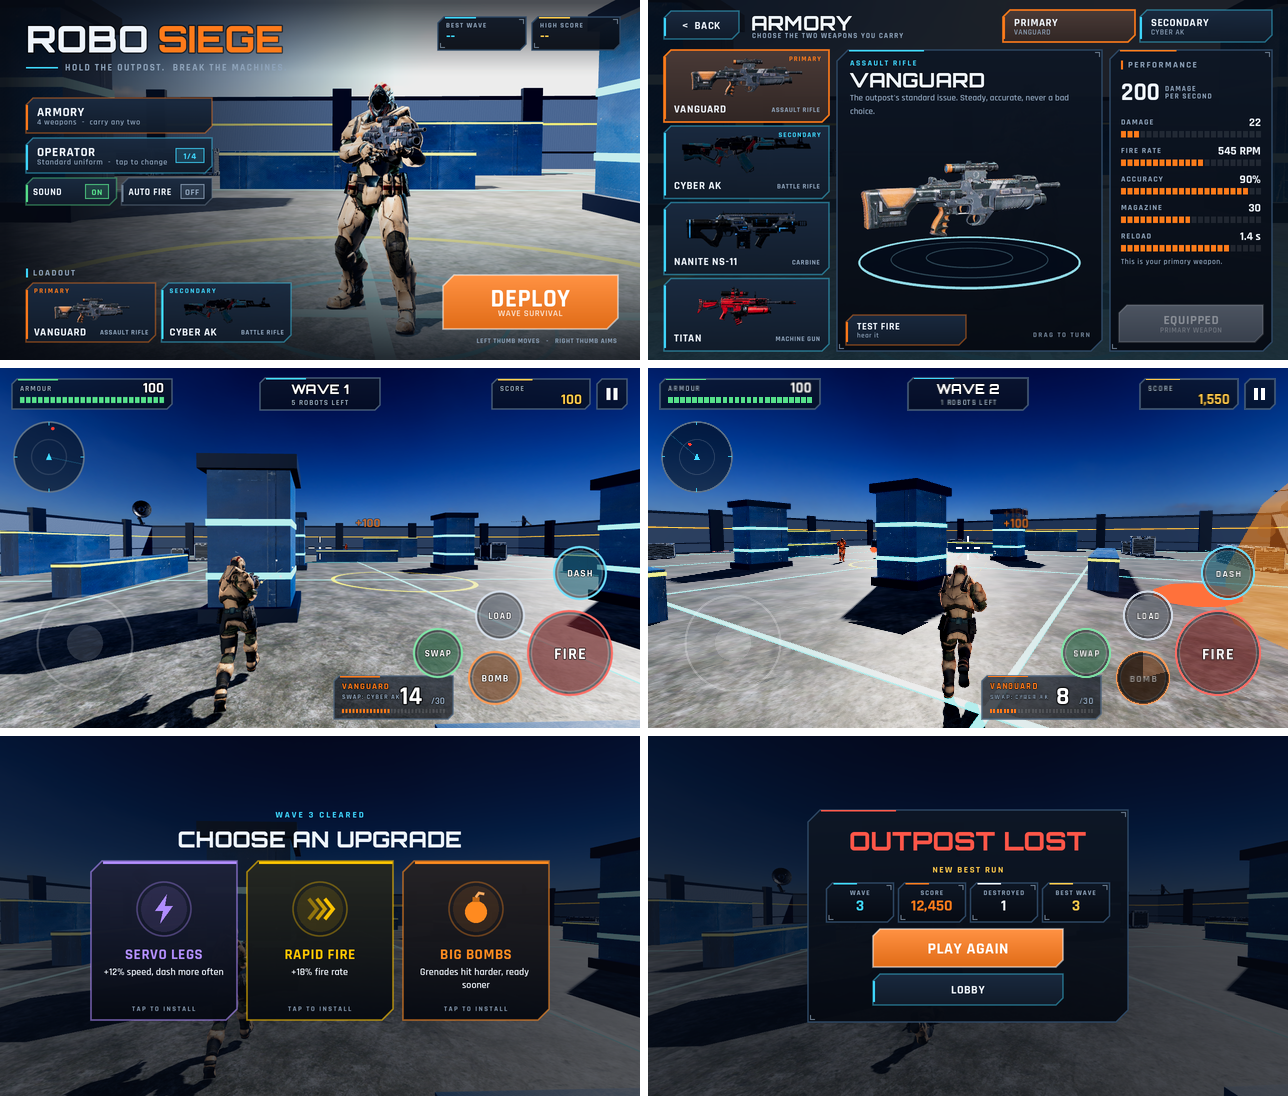 ROBO SIEGE
HOLD THE OUTPOST. BREAK THE MACHINES
BEST WAVE
--
HIGH SCORE
--
ARMORY
4 weapons - carry any two
OPERATOR
Standard uniform - tap to change
1/4
SOUND
ON
AUTO FIRE
OFF
LOADOUT
PRIMARY
VANGUARD
ASSAULT RIFLE
SECONDARY
CYBER AK
BATTLE RIFLE
DEPLOY
WAVE SURVIVAL
LEFT THUMB MOVES - RIGHT THUMB AIMS
< BACK
ARMORY
CHOOSE THE TWO WEAPONS YOU CARRY
PRIMARY
VANGUARD
SECONDARY
CYBER AK
PRIMARY
VANGUARD
ASSAULT RIFLE
SECONDARY
CYBER AK
BATTLE RIFLE
NANITE NS-11
CARBINE
TITAN
MACHINE GUN
ASSAULT RIFLE
VANGUARD
The outpost's standard issue. Steady, accurate, never a bad
choice.
TEST FIRE
hear it
DRAG TO TURN
PERFORMANCE
200 DAMAGE PER SECOND
DAMAGE 22
FIRE RATE 545 RPM
ACCURACY 90%
MAGAZINE 30
RELOAD 1.4 s
This is your primary weapon.
EQUIPPED
PRIMARY WEAPON
ARMOUR 100
WAVE 1
5 ROBOTS LEFT
SCORE
100
+100
DASH
LOAD
SWAP
FIRE
BOMB
VANGUARD
SWAP: CYBER AK
14 /30
ARMOUR 100
WAVE 2
1 ROBOTS LEFT
SCORE
1,550
+100
DASH
LOAD
SWAP
FIRE
BOMB
VANGUARD
SWAP: CYBER AK
8 /30
WAVE 3 CLEARED
CHOOSE AN UPGRADE
SERVO LEGS
+12% speed, dash more often
TAP TO INSTALL
RAPID FIRE
+18% fire rate
TAP TO INSTALL
BIG BOMBS
Grenades hit harder, ready
sooner
TAP TO INSTALL
OUTPOST LOST
NEW BEST RUN
WAVE
3
SCORE
12,450
DESTROYED
1
BEST WAVE
3
PLAY AGAIN
LOBBY